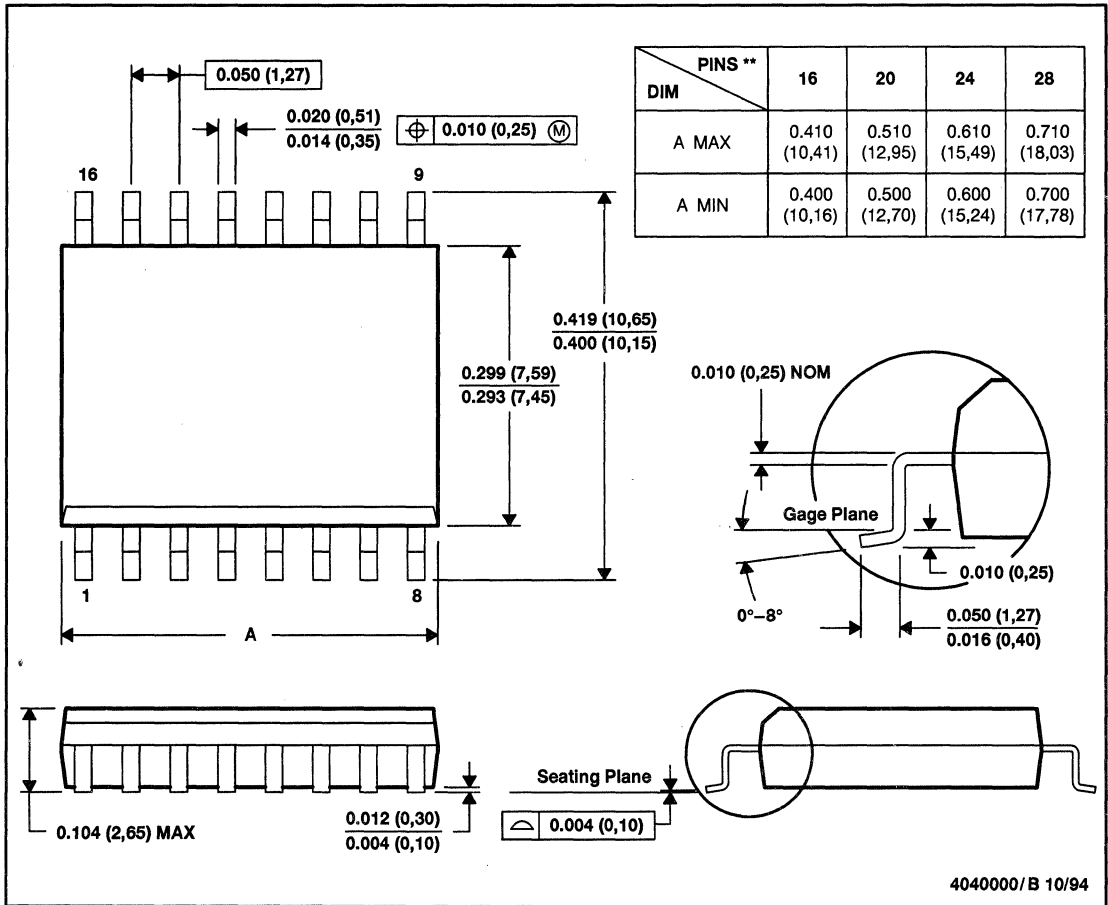 0.050 (1,27)
0.020 (0,51)
0.014 (0,35)
0.010 (0,25) Ⓜ
PINS **
DIM
16 20 24 28
A MAX
0.410 0.510 0.610 0.710
(10,41) (12,95) (15,49) (18,03)
A MIN
0.400 0.500 0.600 0.700
(10,16) (12,70) (15,24) (17,78)
16 9
0.419 (10,65)
0.400 (10,15)
0.299 (7,59)
0.293 (7,45)
1 8
A
0.010 (0,25) NOM
Gage Plane
0.010 (0,25)
0°–8°
0.050 (1,27)
0.016 (0,40)
0.104 (2,65) MAX
0.012 (0,30)
0.004 (0,10)
Seating Plane
0.004 (0,10)
4040000/B 10/94